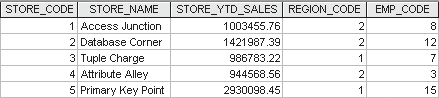 STORE_CODE STORE_NAME STORE_YTD_SALES REGION_CODE EMP_CODE
1 Access Junction 1003455.76 2 8
2 Database Corner 1421987.39 2 12
3 Tuple Charge 986783.22 1 7
4 Attribute Alley 944568.56 2 3
5 Primary Key Point 2930098.45 1 15